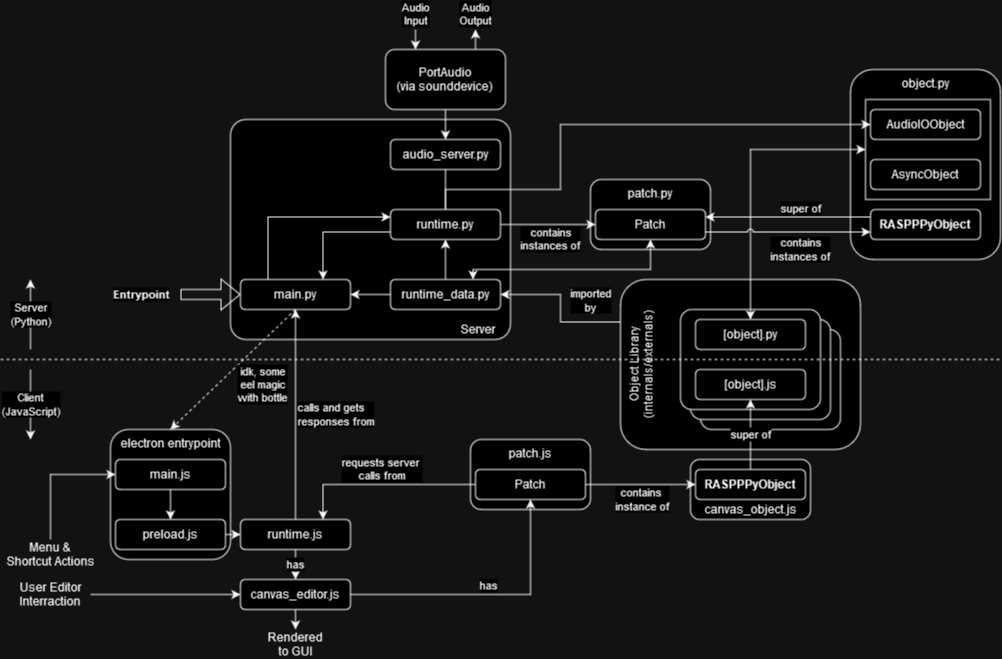 Audio
Input
Audio
Output
PortAudio
(via sounddevice)
audio_server.py
runtime.py
main.py
runtime_data.py
Server
Entrypoint
contains
instances of
patch.py
Patch
object.py
AudioIOObject
AsyncObject
RASPPPyObject
super of
contains
instances of
imported
by
Object Library
(internals/externals)
[object].py
[object].js
super of
RASPPPyObject
canvas_object.js
Server
(Python)
Client
(JavaScript)
idk, some
eel magic
with bottle
calls and gets
responses from
electron entrypoint
main.js
preload.js
Menu &
Shortcut Actions
User Editor
Interraction
runtime.js
has
canvas_editor.js
Rendered
to GUI
has
requests server
calls from
patch.js
Patch
contains
instance of